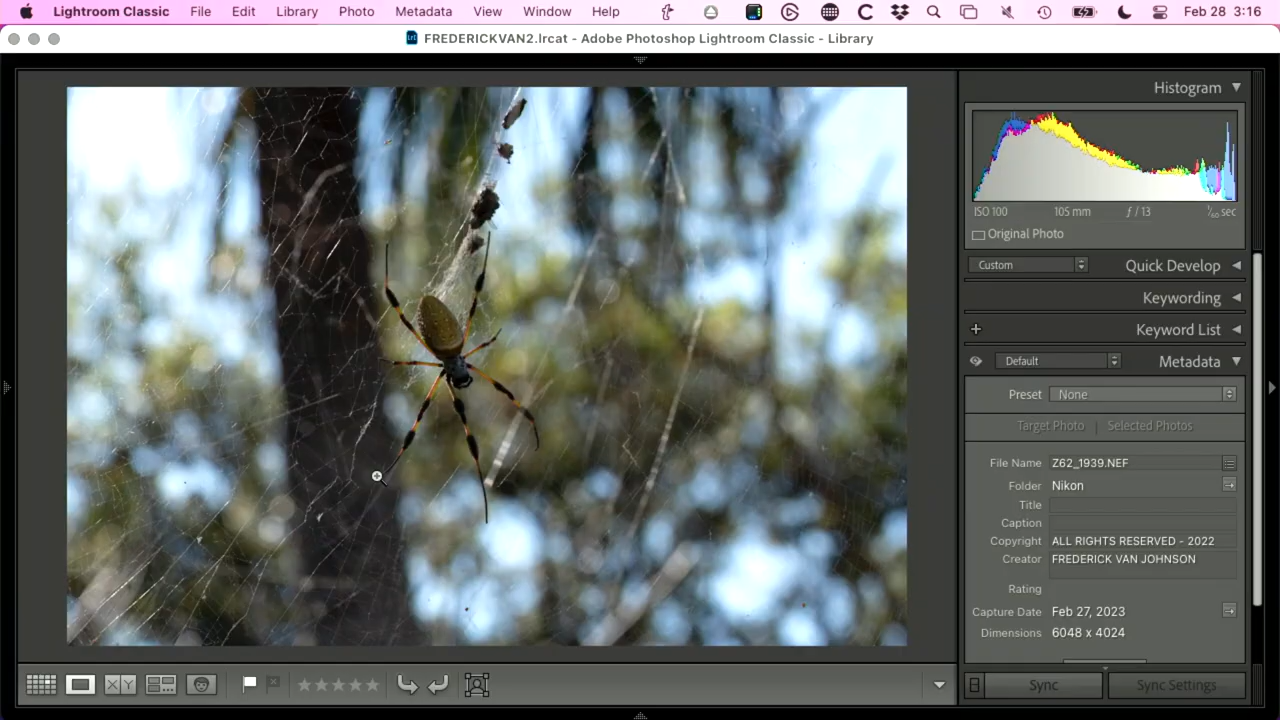 Lightroom Classic File Edit Library Photo Metadata View Window Help Feb 28 3:16
FREDERICKVAN2.lrcat - Adobe Photoshop Lightroom Classic - Library
Histogram
ISO 100 105 mm ƒ / 13 1/60 sec
Original Photo
Custom Quick Develop
Keywording
Keyword List
Default Metadata
Preset None
Target Photo | Selected Photos
File Name Z62_1939.NEF
Folder Nikon
Title
Caption
Copyright ALL RIGHTS RESERVED - 2022
Creator FREDERICK VAN JOHNSON
Rating
Capture Date Feb 27, 2023
Dimensions 6048 x 4024
XY
Sync Sync Settings